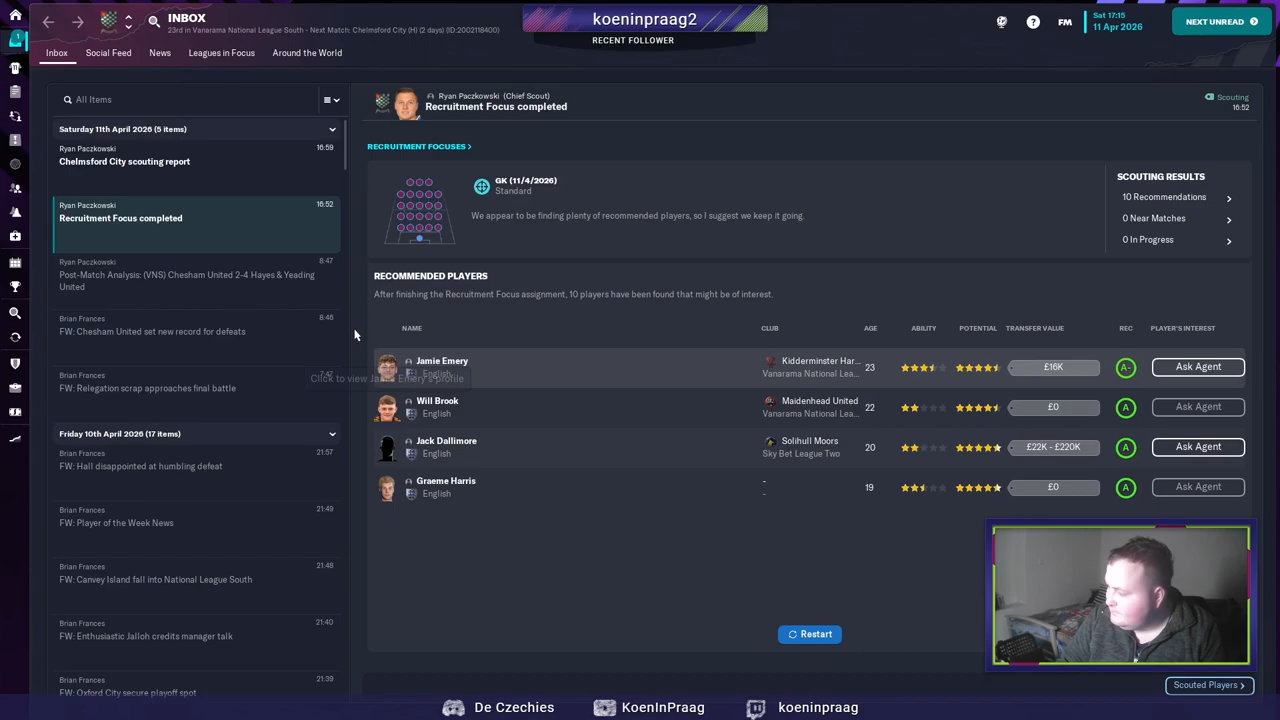 INBOX
23rd in Vanarama National League South - Next Match: Chelmsford City (H) (2 days) (ID:2002118400)
koeninpraag2
RECENT FOLLOWER
FM
Sat 17:15
11 Apr 2026
NEXT UNREAD
1
Inbox
Social Feed
News
Leagues in Focus
Around the World
All Items
Saturday 11th April 2026 (5 items)
Ryan Paczkowski
16:59
Chelmsford City scouting report
Ryan Paczkowski
16:52
Recruitment Focus completed
Ryan Paczkowski
8:47
Post-Match Analysis: (VNS) Chesham United 2-4 Hayes & Yeading
United
Brian Frances
8:46
FW: Chesham United set new record for defeats
Brian Frances
7:47
FW: Relegation scrap approaches final battle
Friday 10th April 2026 (17 items)
Brian Frances
21:57
FW: Hall disappointed at humbling defeat
Brian Frances
21:49
FW: Player of the Week News
Brian Frances
21:48
FW: Canvey Island fall into National League South
Brian Frances
21:40
FW: Enthusiastic Jalloh credits manager talk
Brian Frances
21:39
FW: Oxford City secure playoff spot
Ryan Paczkowski (Chief Scout)
Recruitment Focus completed
Scouting
16:52
RECRUITMENT FOCUSES
GK (11/4/2026)
Standard
We appear to be finding plenty of recommended players, so I suggest we keep it going.
SCOUTING RESULTS
10 Recommendations
0 Near Matches
0 In Progress
RECOMMENDED PLAYERS
After finishing the Recruitment Focus assignment, 10 players have been found that might be of interest.
NAME CLUB AGE ABILITY POTENTIAL TRANSFER VALUE REC PLAYER'S INTEREST
Jamie Emery Kidderminster Har... 23 £16K A- Ask Agent
English Vanarama National Lea...
Click to view Jamie Emery's profile
Will Brook Maidenhead United 22 £0 A Ask Agent
English Vanarama National Lea...
Jack Dallimore Solihull Moors 20 £22K - £220K A Ask Agent
English Sky Bet League Two
Graeme Harris - 19 £0 A Ask Agent
English -
Restart
Scouted Players
De Czechies
KoenInPraag
koeninpraag